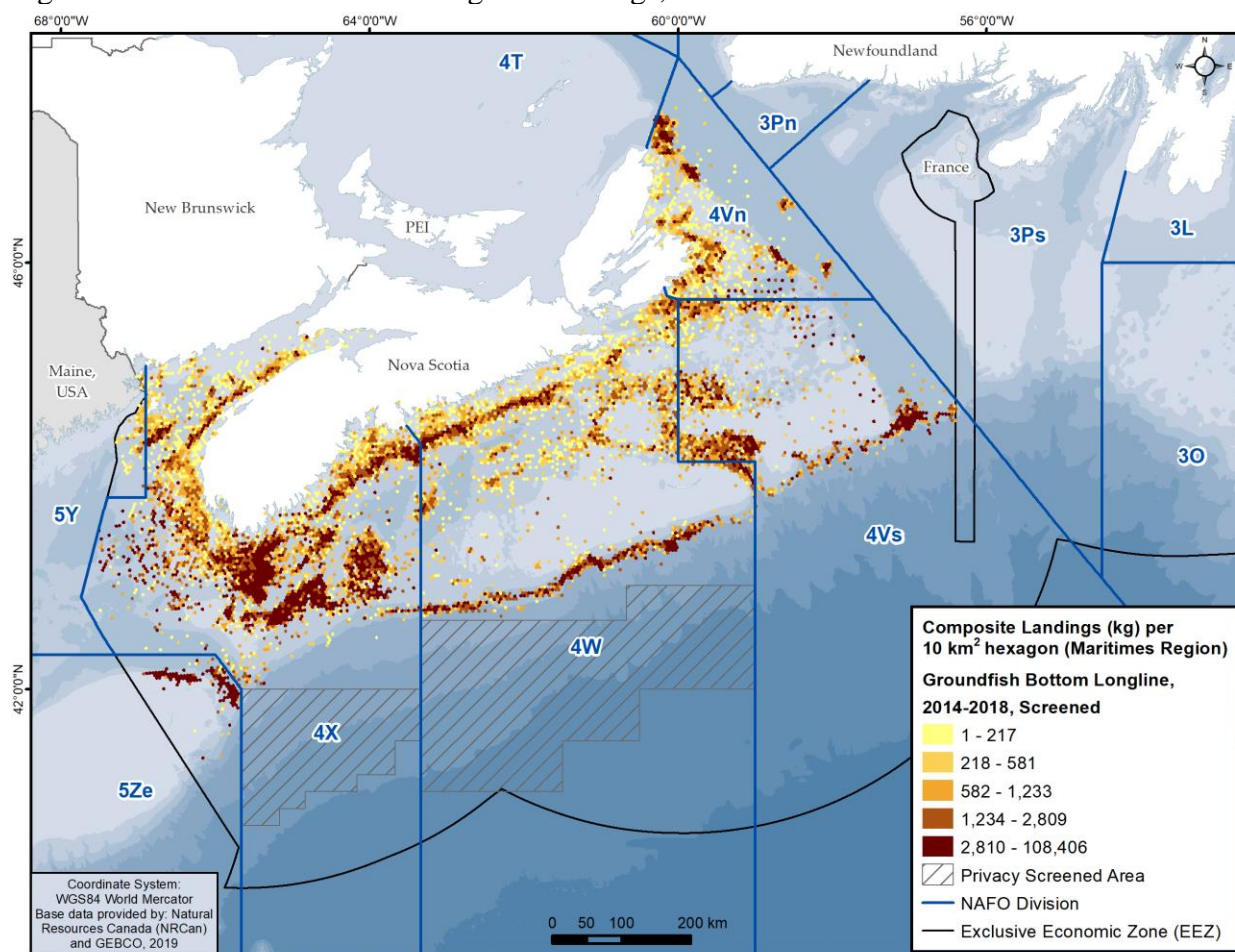 68°0'0"W
64°0'0"W
60°0'0"W
56°0'0"W
4T
Newfoundland
N
W
E
S
3Pn
France
New Brunswick
PEI
4Vn
3Ps
3L
46°0'0"N
Maine,
USA
Nova Scotia
5Y
3O
4Vs
4W
42°0'0"N
4X
5Ze
Composite Landings (kg) per
10 km² hexagon (Maritimes Region)
Groundfish Bottom Longline,
2014-2018, Screened
1 - 217
218 - 581
582 - 1,233
1,234 - 2,809
2,810 - 108,406
Privacy Screened Area
NAFO Division
Exclusive Economic Zone (EEZ)
Coordinate System:
WGS84 World Mercator
Base data provided by: Natural
Resources Canada (NRCan)
and GEBCO, 2019
0 50 100 200 km